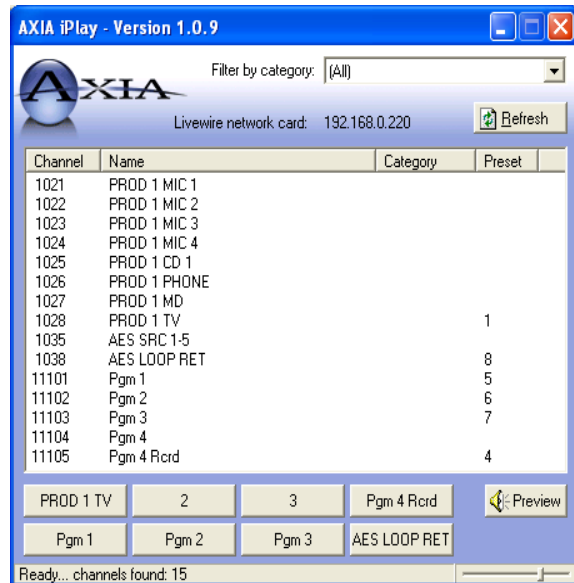 AXIA iPlay - Version 1.0.9
AXIA
Filter by category: (All)
Livewire network card: 192.168.0.220 Refresh
Channel Name Category Preset
1021 PROD 1 MIC 1
1022 PROD 1 MIC 2
1023 PROD 1 MIC 3
1024 PROD 1 MIC 4
1025 PROD 1 CD 1
1026 PROD 1 PHONE
1027 PROD 1 MD
1028 PROD 1 TV 1
1035 AES SRC 1-5
1038 AES LOOP RET 8
11101 Pgm 1 5
11102 Pgm 2 6
11103 Pgm 3 7
11104 Pgm 4
11105 Pgm 4 Rcrd 4
PROD 1 TV 2 3 Pgm 4 Rcrd Preview
Pgm 1 Pgm 2 Pgm 3 AES LOOP RET
Ready... channels found: 15